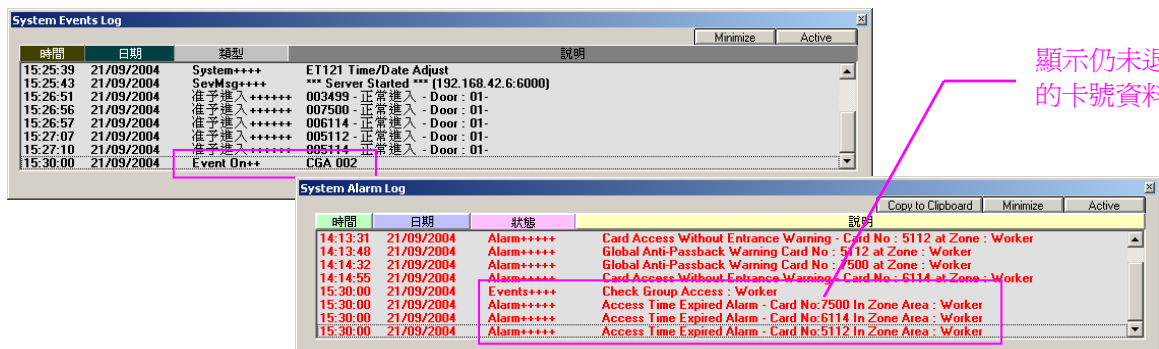 System Events Log
Minimize Active
時間 日期 類型 說明
15:25:39 21/09/2004 System++++ ET121 Time/Date Adjust
15:25:43 21/09/2004 SevMsg++++ *** Server Started *** (192.168.42.6:6000)
15:26:51 21/09/2004 准予進入++++++ 003499 - 正常進入 - Door : 01-
15:26:56 21/09/2004 准予進入++++++ 007500 - 正常進入 - Door : 01-
15:26:57 21/09/2004 准予進入++++++ 006114 - 正常進入 - Door : 01-
15:27:07 21/09/2004 准予進入++++++ 005112 - 正常進入 - Door : 01-
15:27:10 21/09/2004 准予進入++++++ 005114 - 正常進入 - Door : 01-
15:30:00 21/09/2004 Event On++ CGA 002
顯示仍未退
的卡號資料
System Alarm Log
Copy to Clipboard Minimize Active
時間 日期 狀態 說明
14:13:31 21/09/2004 Alarm+++++ Card Access Without Entrance Warning - Card No : 5112 at Zone : Worker
14:13:48 21/09/2004 Alarm+++++ Global Anti-Passback Warning Card No : 5112 at Zone : Worker
14:14:32 21/09/2004 Alarm+++++ Global Anti-Passback Warning Card No : 7500 at Zone : Worker
14:14:55 21/09/2004 Alarm+++++ Card Access Without Entrance Warning - Card No : 6114 at Zone : Worker
15:30:00 21/09/2004 Events++++ Check Group Access : Worker
15:30:00 21/09/2004 Alarm+++++ Access Time Expired Alarm - Card No:7500 In Zone Area : Worker
15:30:00 21/09/2004 Alarm+++++ Access Time Expired Alarm - Card No:6114 In Zone Area : Worker
15:30:00 21/09/2004 Alarm+++++ Access Time Expired Alarm - Card No:5112 In Zone Area : Worker